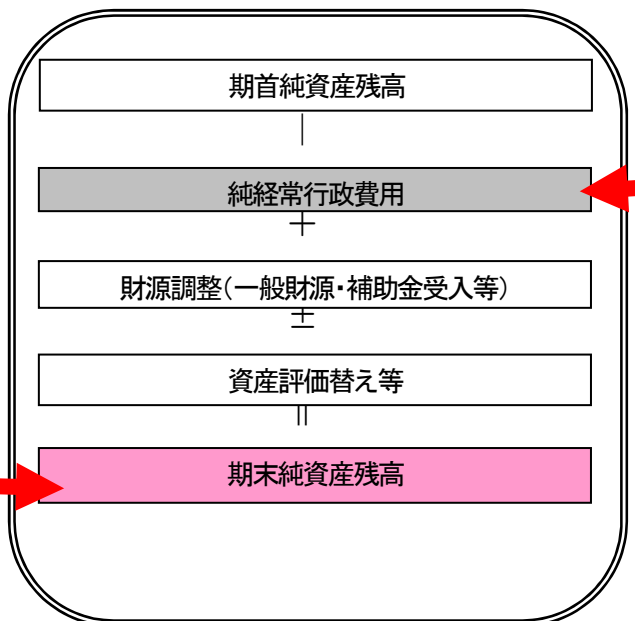 期首純資産残高
｜
純経常行政費用
＋
財源調整（一般財源・補助金受入等）
±
資産評価替え等
||
期末純資産残高